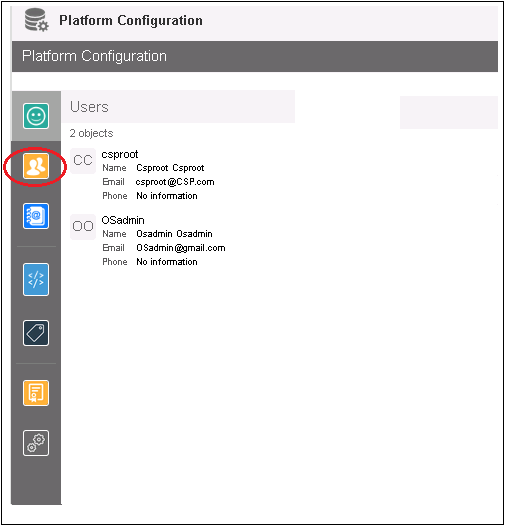 Platform Configuration
Platform Configuration
Users
2 objects
CC csproot
Name Csproot Csproot
Email csproot@CSP.com
Phone No information
OO OSadmin
Name Osadmin Osadmin
Email OSadmin@gmail.com
Phone No information
@
</>